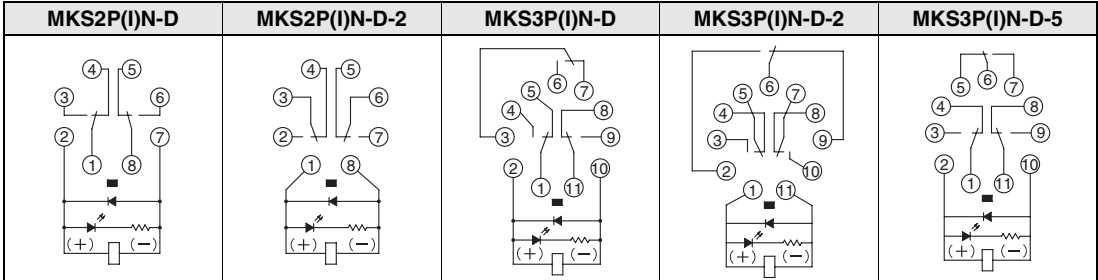 MKS2P(I)N-D MKS2P(I)N-D-2 MKS3P(I)N-D MKS3P(I)N-D-2 MKS3P(I)N-D-5
4 5 3 6 2 7 1 8 (+) (−)
4 5 3 6 2 7 1 8 (+) (−)
6 7 5 4 8 3 9 2 10 1 11 (+) (−)
6 5 7 4 8 3 9 2 10 1 11 (+) (−)
5 6 7 4 8 3 9 2 10 1 11 (+) (−)